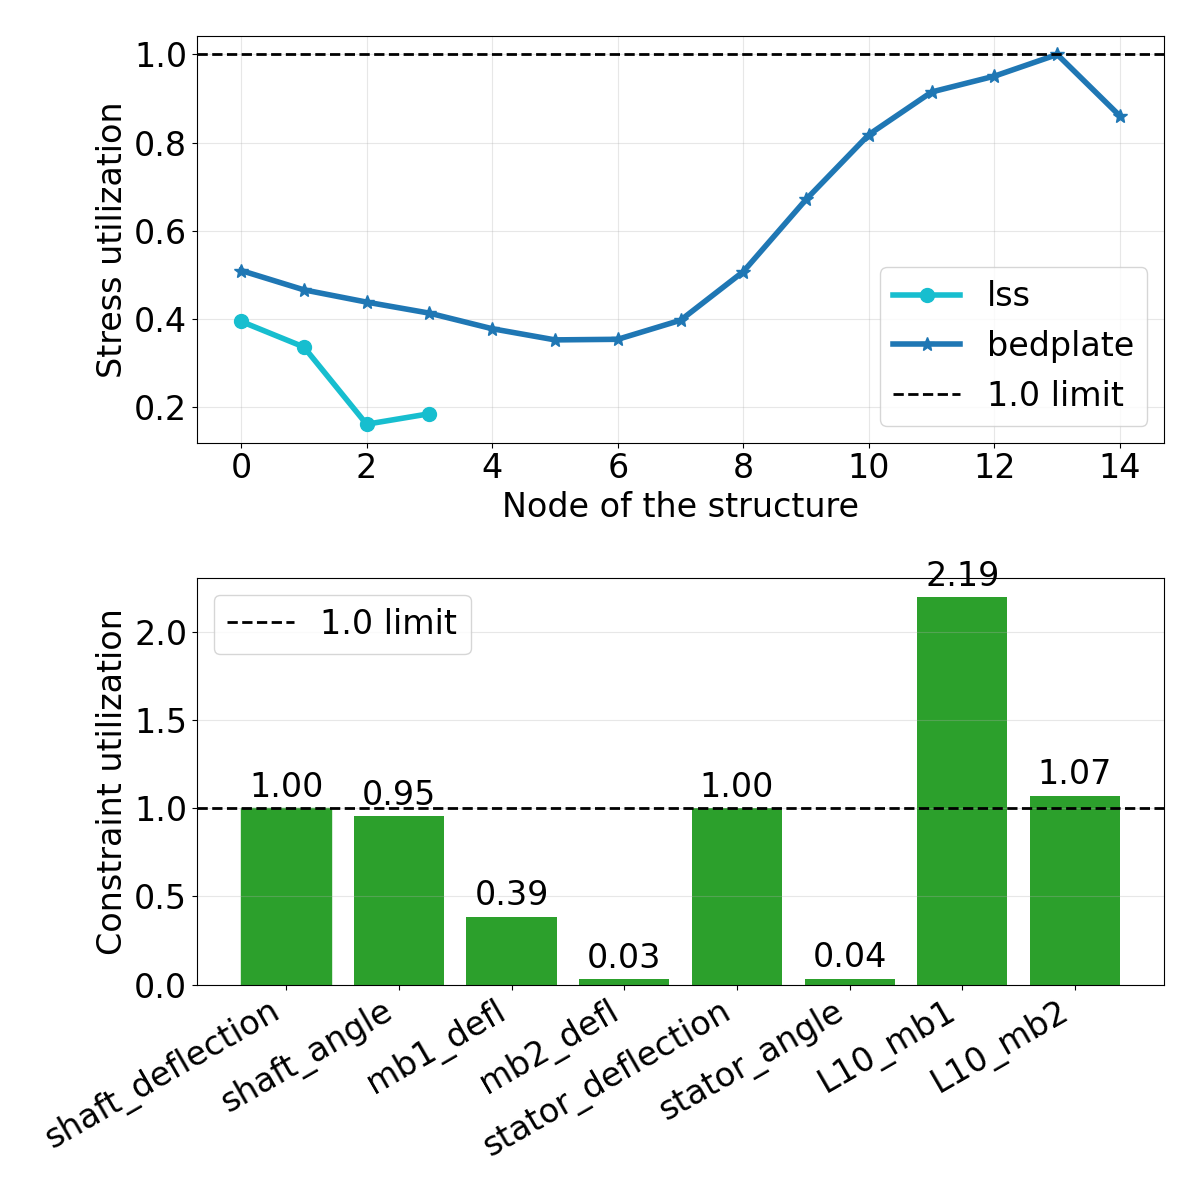 Stress utilization
1.0
0.8
0.6
0.4
0.2
lss
bedplate
1.0 limit
0 2 4 6 8 10 12 14
Node of the structure
Constraint utilization
2.0
1.5
1.0
0.5
0.0
1.0 limit
1.00
0.95
0.39
0.03
1.00
0.04
2.19
1.07
shaft_deflection
shaft_angle
mb1_defl
mb2_defl
stator_deflection
stator_angle
L10_mb1
L10_mb2